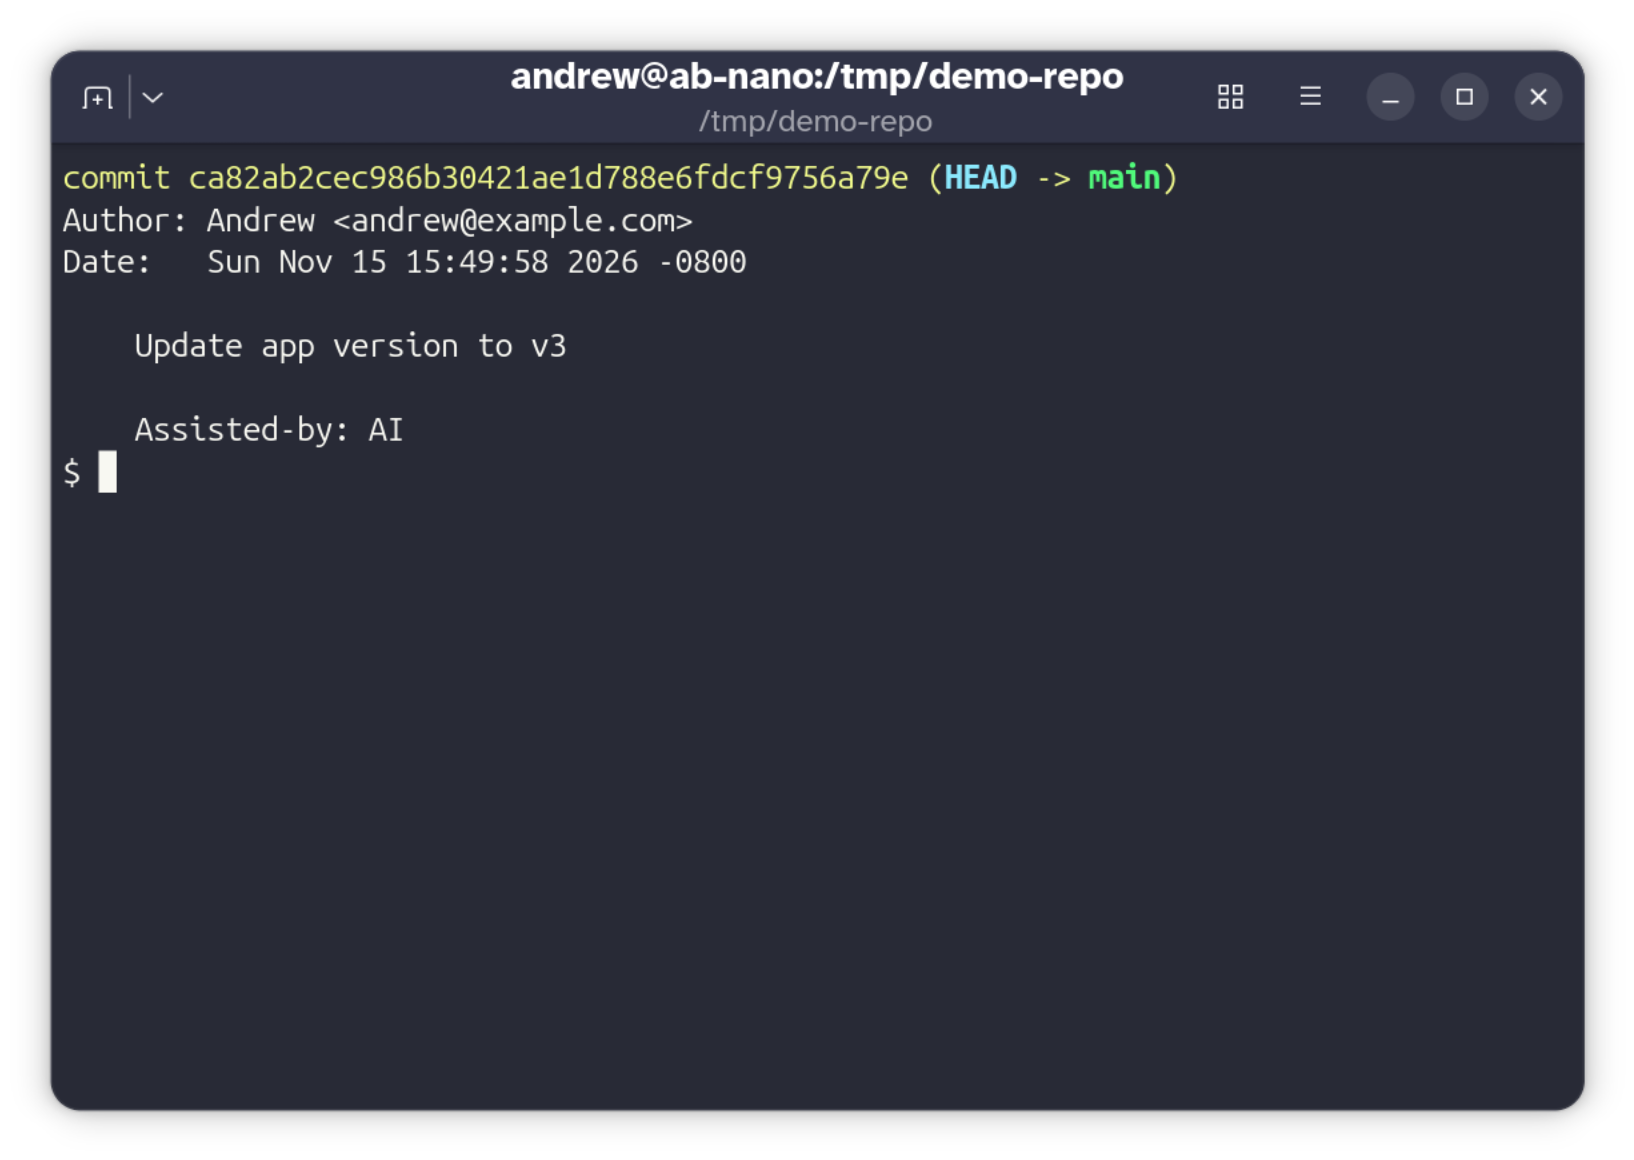 andrew@ab-nano:/tmp/demo-repo
/tmp/demo-repo
commit ca82ab2cec986b30421ae1d788e6fdcf9756a79e (HEAD -> main)
Author: Andrew <andrew@example.com>
Date:   Sun Nov 15 15:49:58 2026 -0800
    Update app version to v3
    Assisted-by: AI
$